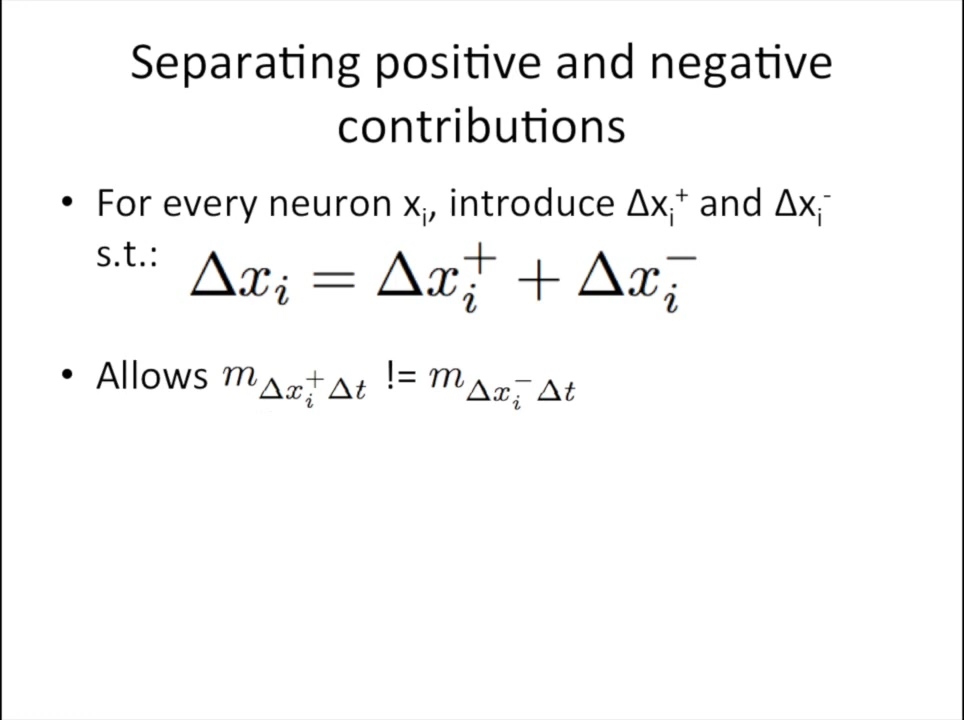 Separating positive and negative
contributions
• For every neuron xᵢ, introduce Δxᵢ⁺ and Δxᵢ⁻
s.t.: Δxᵢ = Δxᵢ⁺ + Δxᵢ⁻
• Allows m_{Δxᵢ⁺Δt} != m_{Δxᵢ⁻Δt}